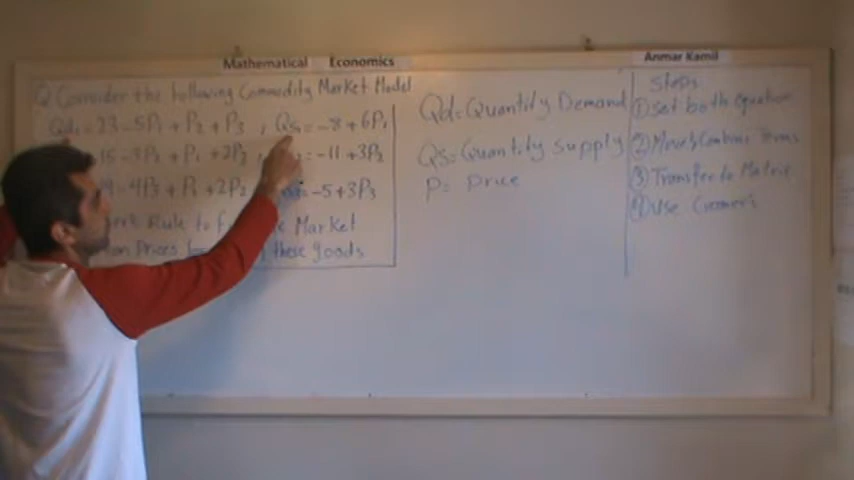 Mathematical Economics
Anmar Kamil
Q Consider the following Commodity Market Model
Qd₁ = 23 - 5P₁ + P₂ + P₃ , Qs₁ = -8 + 6P₁
15 - 3P₂ + P₁ + 2P₃ , = -11 + 3P₂
- 4P₃ + P₁ + 2P₂ = -5 + 3P₃
Rule to Market
Prices these goods
Qd = Quantity Demand
Qs = Quantity supply
P = Price
Steps
① set both equation
② Move & Combine terms
③ Transfer to Matrix
④ Use Cramer's